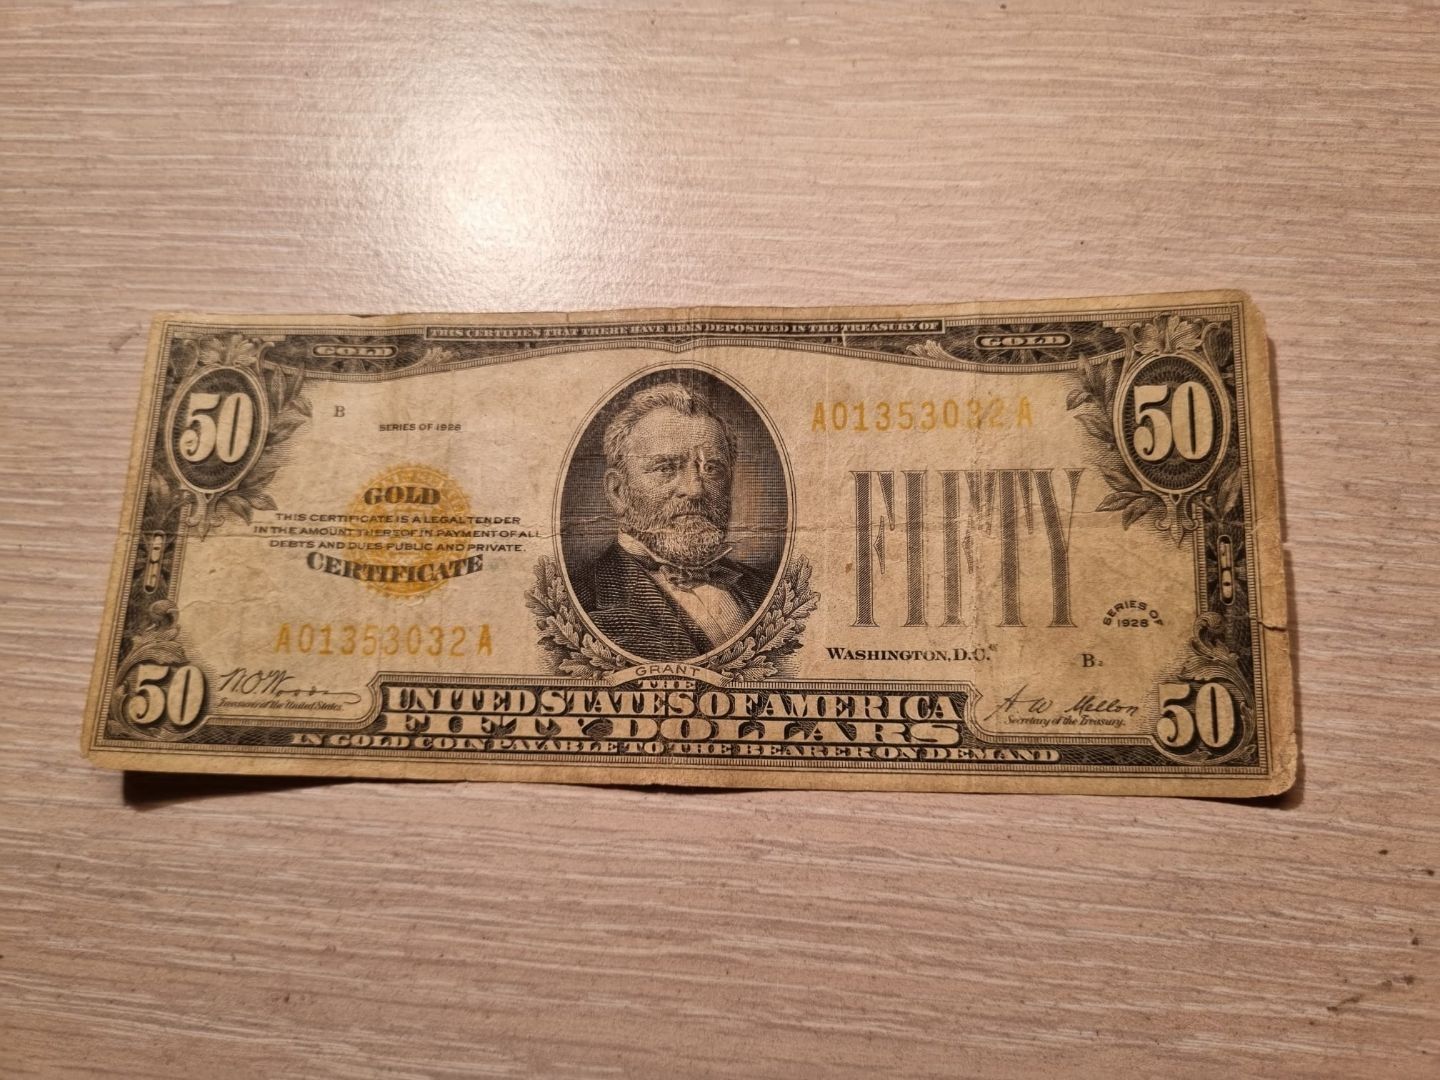 THIS CERTIFIES THAT THERE HAVE BEEN DEPOSITED IN THE TREASURY OF
GOLD
GOLD
50
50
B
SERIES OF 1928
A01353032A
GOLD
THIS CERTIFICATE IS A LEGAL TENDER
IN THE AMOUNT THEREOF IN PAYMENT OF ALL
DEBTS AND DUES PUBLIC AND PRIVATE.
CERTIFICATE
FIFTY
SERIES OF
1928
A01353032A
WASHINGTON, D.C.
B
GRANT
50
W.O. Woods
Treasurer of the United States.
THE
UNITED STATES OF AMERICA
FIFTY DOLLARS
IN GOLD COIN PAYABLE TO THE BEARER ON DEMAND
A W Mellon
Secretary of the Treasury.
50